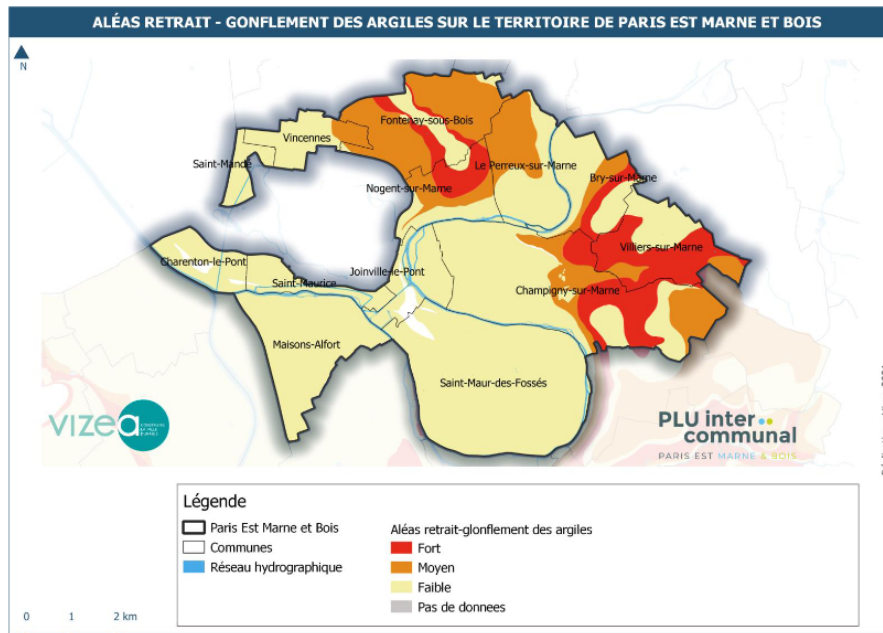 ALÉAS RETRAIT - GONFLEMENT DES ARGILES SUR LE TERRITOIRE DE PARIS EST MARNE ET BOIS
N
Fontenay-sous-Bois
Vincennes
Saint-Mandé
Le Perreux-sur-Marne
Bry-sur-Marne
Nogent-sur-Marne
Villiers-sur-Marne
Charenton-le-Pont
Joinville-le-Pont
Saint-Maurice
Champigny-sur-Marne
Maisons-Alfort
Saint-Maur-des-Fossés
vizea
PLU inter
communal
PARIS EST MARNE & BOIS
Légende
Paris Est Marne et Bois
Communes
Réseau hydrographique
Aléas retrait-glonflement des argiles
Fort
Moyen
Faible
Pas de donnees
0 1 2 km